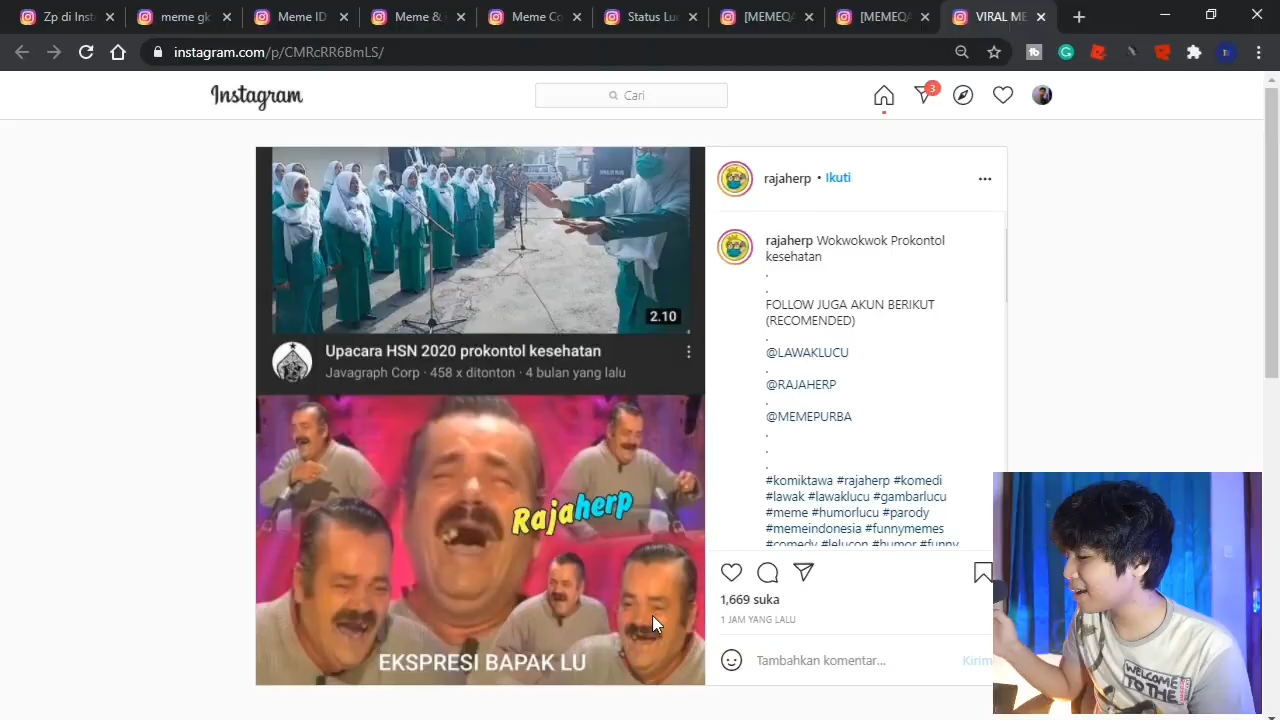 Zp di Inst
meme gk
Meme ID
Meme &
Meme Co
Status Luc
[MEMEQ
[MEMEQ
VIRAL ME
instagram.com/p/CMRcRR6BmLS/
Instagram
Cari
3
2.10
Upacara HSN 2020 prokontol kesehatan
Javagraph Corp · 458 x ditonton · 4 bulan yang lalu
Rajaherp
EKSPRESI BAPAK LU
rajaherp • Ikuti
rajaherp Wokwokwok Prokontol
kesehatan
.
.
FOLLOW JUGA AKUN BERIKUT
(RECOMENDED)
.
@LAWAKLUCU
.
@RAJAHERP
.
@MEMEPURBA
.
.
.
#komiktawa #rajaherp #komedi
#lawak #lawaklucu #gambarlucu
#meme #humorlucu #parody
#memeindonesia #funnymemes
#comedy #lelucon #humor #funny
1,669 suka
1 JAM YANG LALU
Tambahkan komentar...
Kirim
WELCOME
TO THE